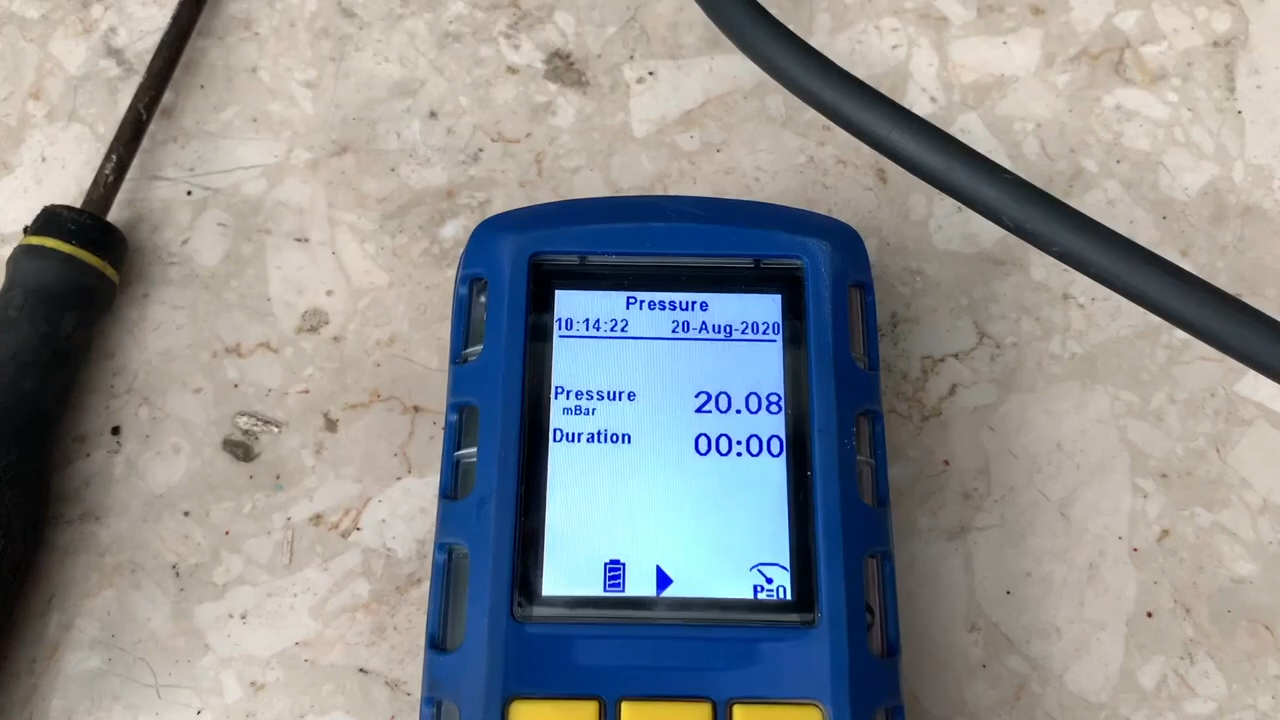 Pressure
10:14:22 20-Aug-2020
Pressure 20.08
mBar
Duration 00:00
P=0